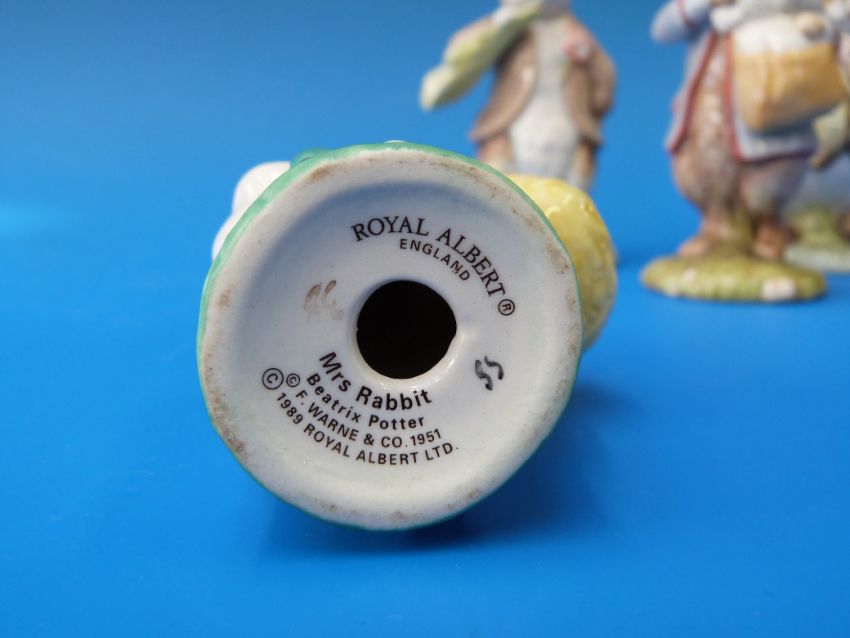 ROYAL ALBERT®
ENGLAND
Mrs Rabbit
Beatrix Potter
© F. WARNE & CO. 1951
© 1989 ROYAL ALBERT LTD.